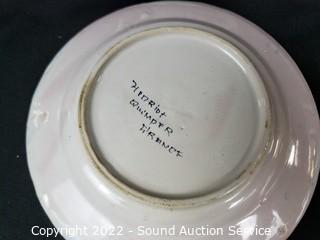 HENRIOT
QUIMPER
FRANCE
Copyright 2022 - Sound Auction Service